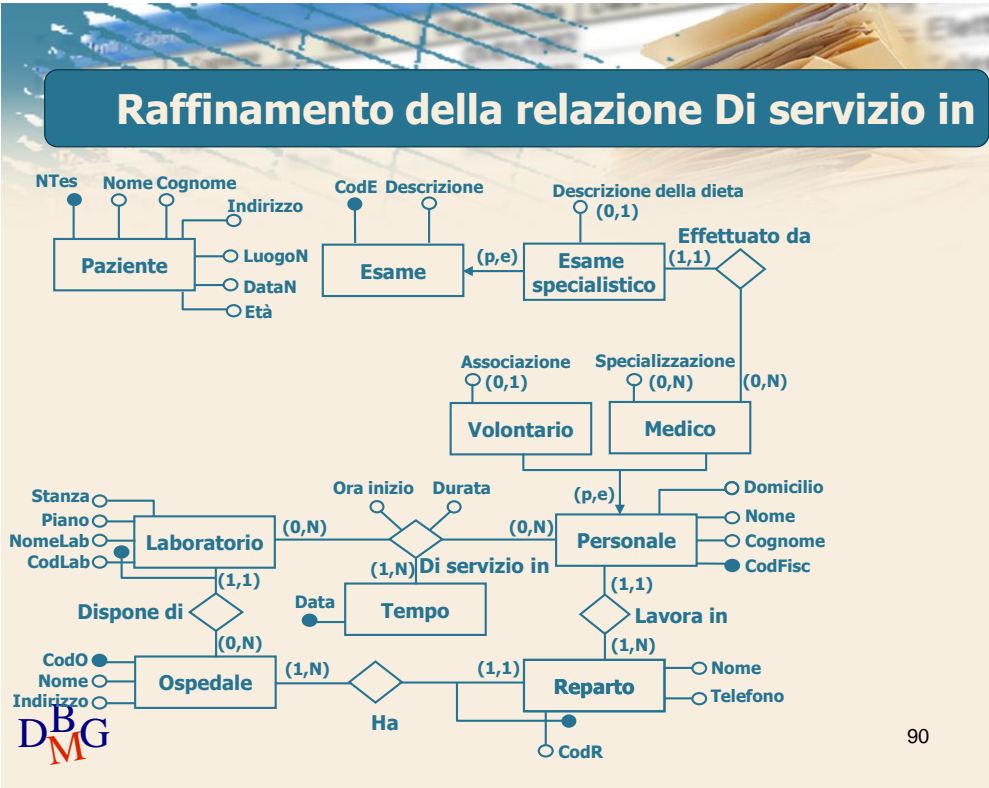 Raffinamento della relazione Di servizio in
NTes
Nome Cognome
Indirizzo
Paziente
LuogoN
DataN
Età
CodE Descrizione
Esame
(p,e)
Descrizione della dieta
(0,1)
Esame
specialistico
(1,1)
Effettuato da
(0,N)
Associazione
(0,1)
Volontario
Specializzazione
(0,N)
Medico
(p,e)
Stanza
Piano
NomeLab
CodLab
Laboratorio
(0,N)
Ora inizio
Durata
(0,N)
(1,N)
Di servizio in
Personale
Domicilio
Nome
Cognome
CodFisc
(1,1)
Dispone di
(0,N)
Data
Tempo
(1,1)
Lavora in
(1,N)
CodO
Nome
Indirizzo
Ospedale
(1,N)
Ha
(1,1)
Reparto
Nome
Telefono
CodR
DBMG
90